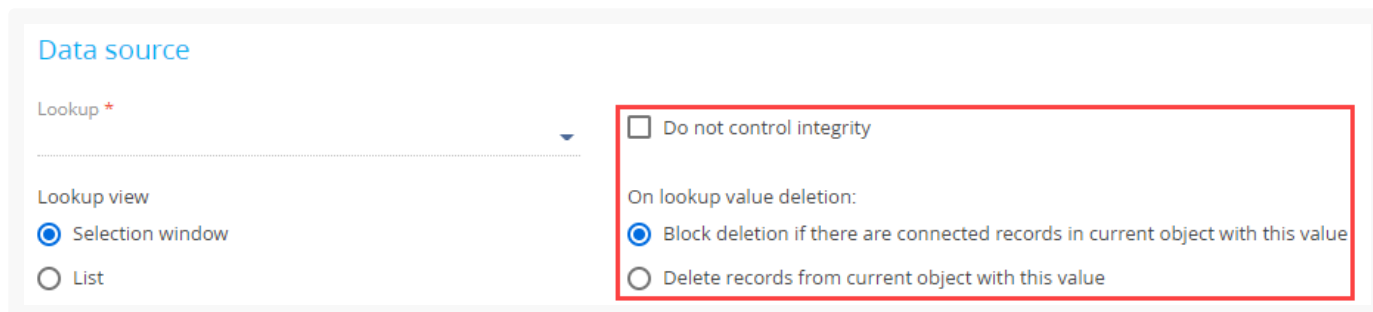 Data source
Lookup *
Do not control integrity
Lookup view
On lookup value deletion:
Selection window
Block deletion if there are connected records in current object with this value
List
Delete records from current object with this value